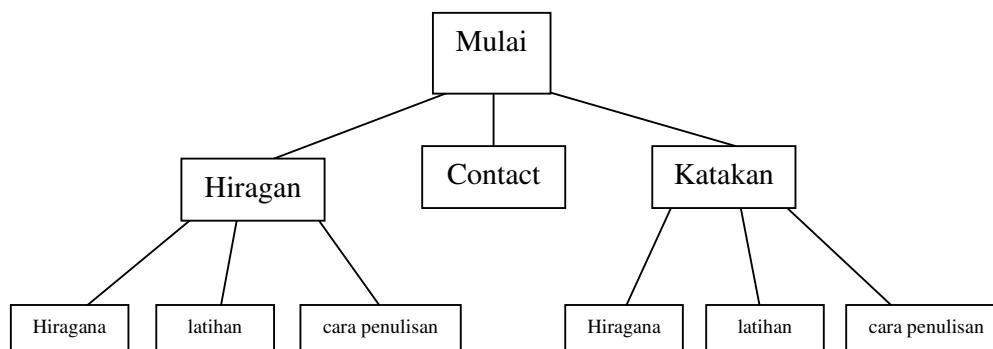 Mulai
Hiragan
Contact
Katakan
Hiragana
latihan
cara penulisan
Hiragana
latihan
cara penulisan